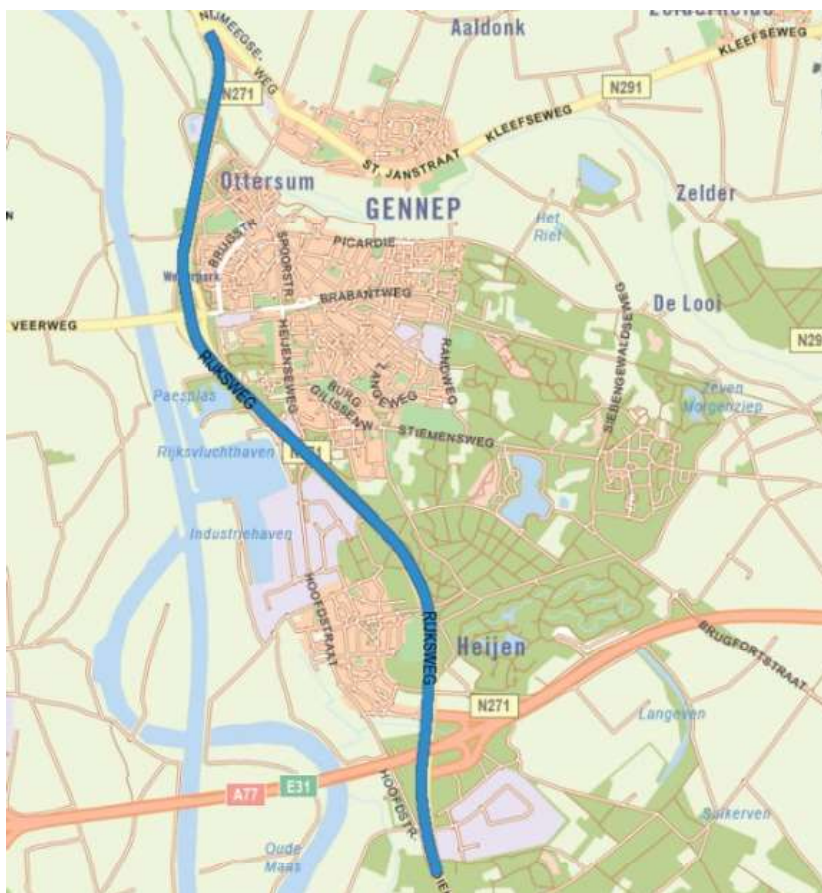 NIJMEEGSE-
WEG
Aaldonk
N271
N291
KLEEFSEWEG
KLEEFSEWEG
ST. JANSTRAAT
Ottersum
GENNEP
Zelder
Het
Riet
BRUGSTR.
SPOORSTR.
PICARDIE
BRABANTWEG
De Looi
VEERWEG
HEIJENSEWEG
RANDWEG
SIEBENGEWALDSEWEG
RIJKSWEG
Paesplas
BURG
GILISSENW.
LANGEWEG
Zeven
Morgenziep
STIEMENSWEG
Rijksvluchthaven
Industriehaven
HOOFDSTRAAT
RIJKSWEG
Heijen
BRUGFORTSTRAAT
N271
Langeven
A77
E31
HOOFDSTR.
Suikerven
Oude
Maas